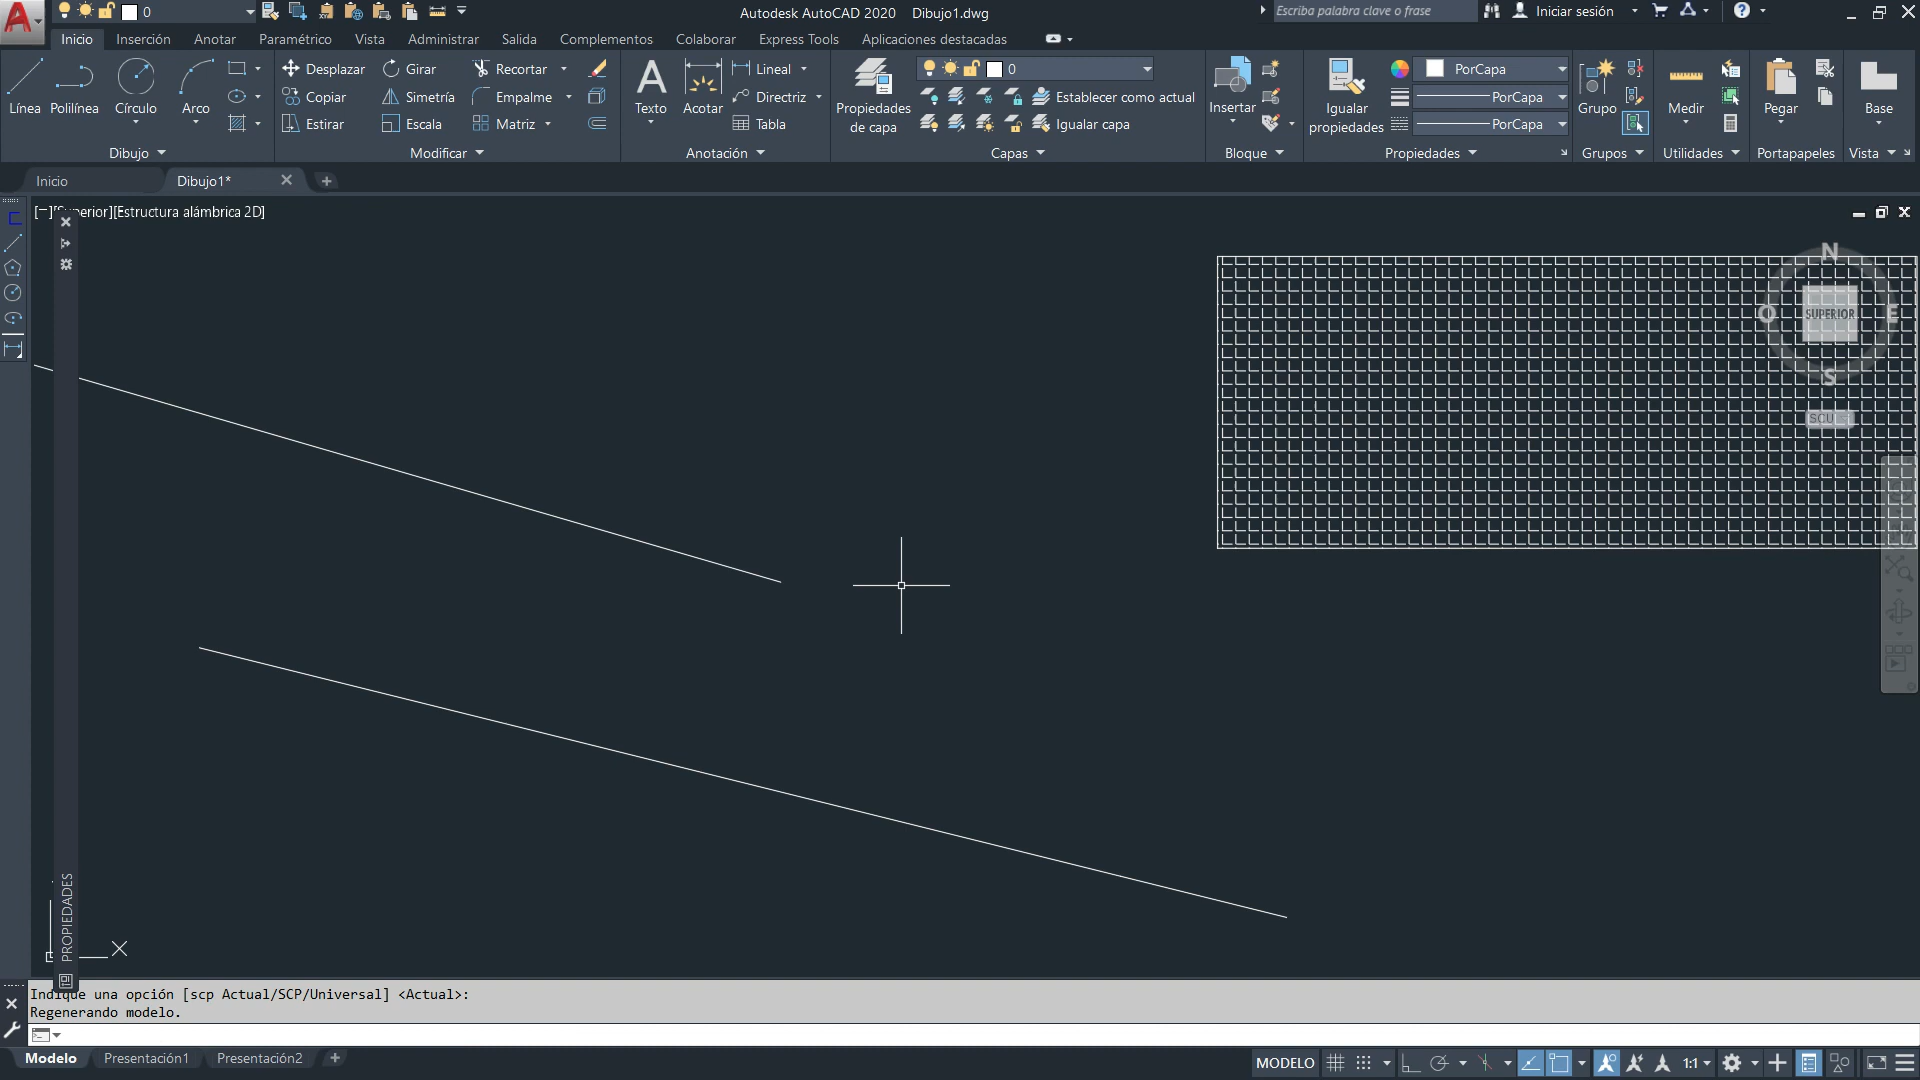 0
Autodesk AutoCAD 2020 Dibujo1.dwg
Escriba palabra clave o frase
Iniciar sesión
Inicio Inserción Anotar Paramétrico Vista Administrar Salida Complementos Colaborar Express Tools Aplicaciones destacadas
Línea Polilínea Círculo Arco
Desplazar Girar Recortar
Copiar Simetría Empalme
Estirar Escala Matriz
Texto Acotar
Lineal
Directriz
Tabla
Propiedades de capa
0
Establecer como actual
Igualar capa
Insertar
Igualar propiedades
PorCapa
PorCapa
PorCapa
Grupo
Medir
Pegar
Base
Dibujo Modificar Anotación Capas Bloque Propiedades Grupos Utilidades Portapapeles Vista
Inicio Dibujo1*
[Estructura alámbrica 2D]
N
O SUPERIOR E
S
SCU
PROPIEDADES
X
Indique una opción [scp Actual/SCP/Universal] <Actual>:
Regenerando modelo.
Modelo Presentación1 Presentación2
MODELO 1:1